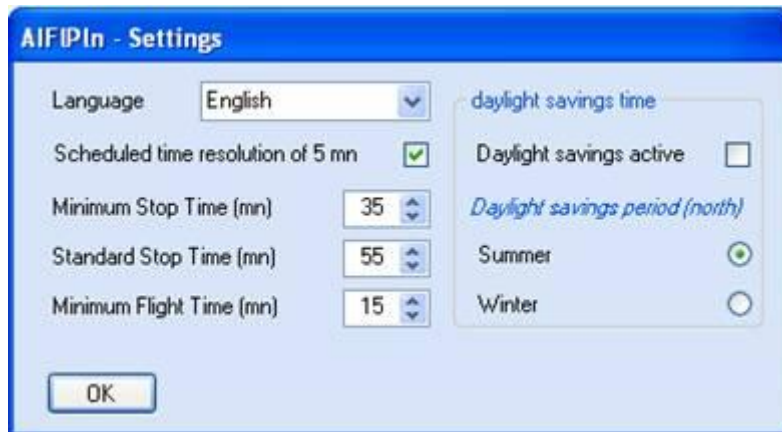 AIFlPln - Settings
Language English
Scheduled time resolution of 5 mn
Minimum Stop Time (mn) 35
Standard Stop Time (mn) 55
Minimum Flight Time (mn) 15
OK
daylight savings time
Daylight savings active
Daylight savings period (north)
Summer
Winter